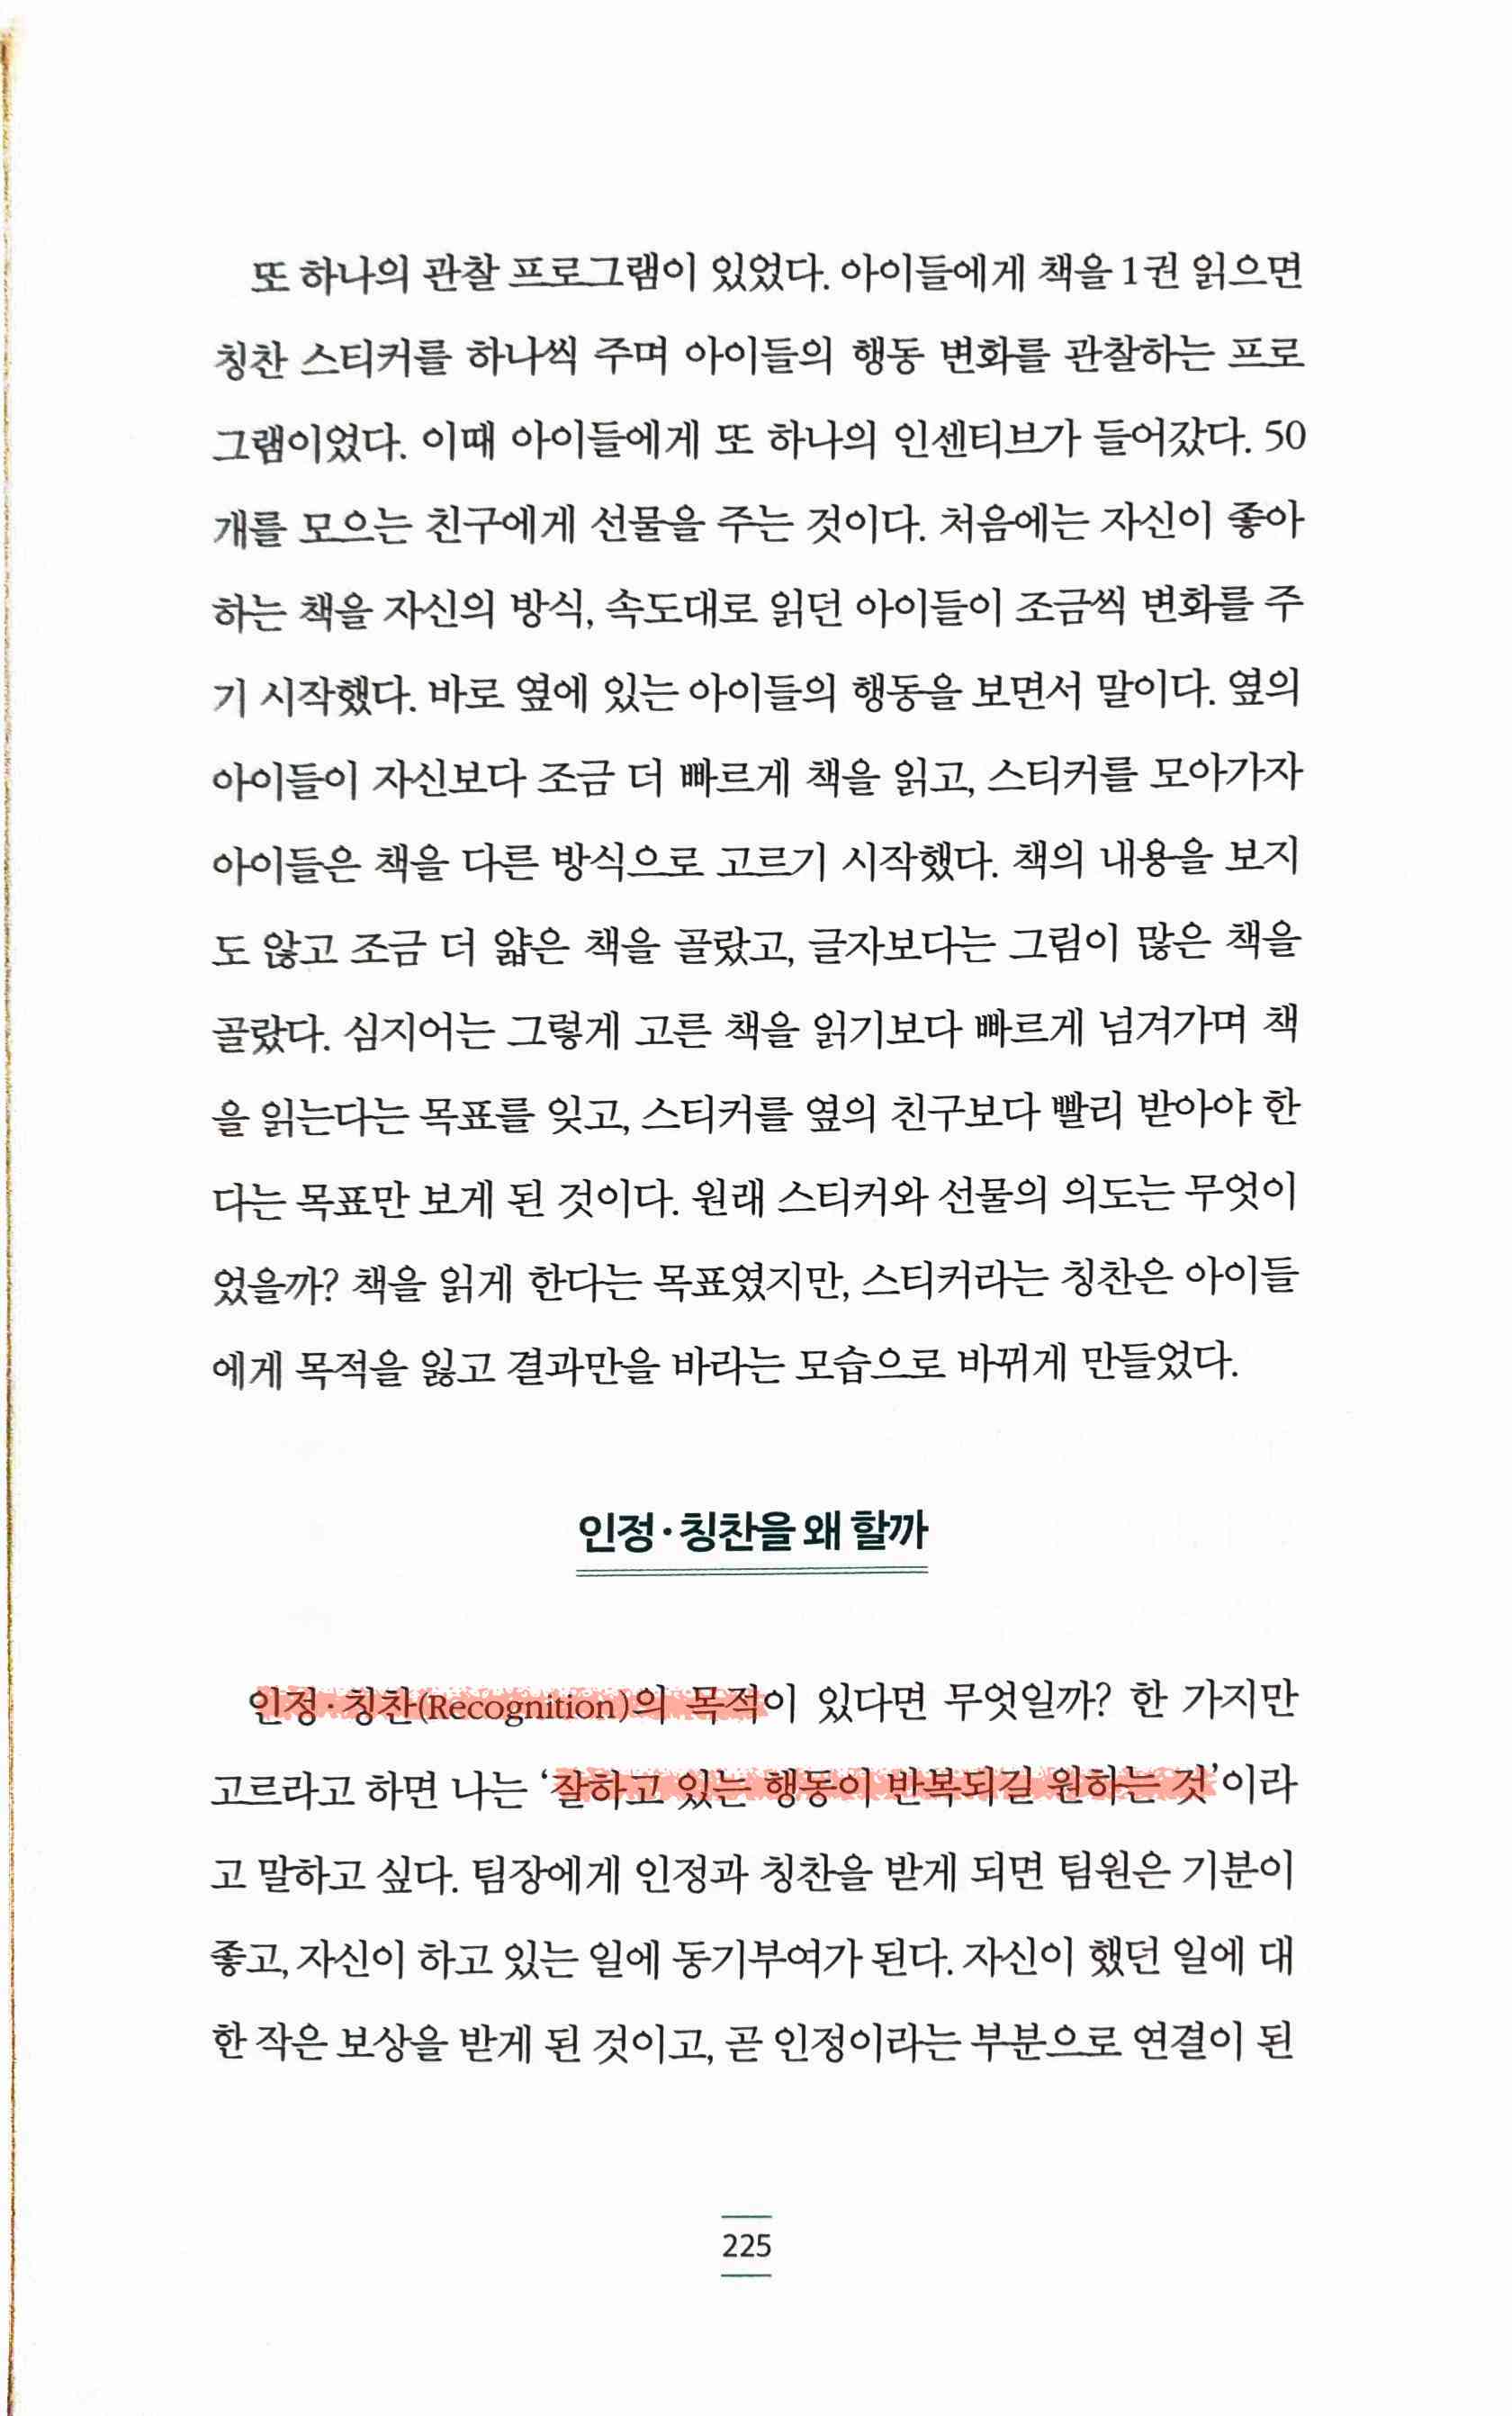 또 하나의 관찰 프로그램이 있었다. 아이들에게 책을 1권 읽으면
칭찬 스티커를 하나씩 주며 아이들의 행동 변화를 관찰하는 프로
그램이었다. 이때 아이들에게 또 하나의 인센티브가 들어갔다. 50
개를 모으는 친구에게 선물을 주는 것이다. 처음에는 자신이 좋아
하는 책을 자신의 방식, 속도대로 읽던 아이들이 조금씩 변화를 주
기 시작했다. 바로 옆에 있는 아이들의 행동을 보면서 말이다. 옆의
아이들이 자신보다 조금 더 빠르게 책을 읽고, 스티커를 모아가자
아이들은 책을 다른 방식으로 고르기 시작했다. 책의 내용을 보지
도 않고 조금 더 얇은 책을 골랐고, 글자보다는 그림이 많은 책을
골랐다. 심지어는 그렇게 고른 책을 읽기보다 빠르게 넘겨가며 책
을 읽는다는 목표를 잊고, 스티커를 옆의 친구보다 빨리 받아야 한
다는 목표만 보게 된 것이다. 원래 스티커와 선물의 의도는 무엇이
었을까? 책을 읽게 한다는 목표였지만, 스티커라는 칭찬은 아이들
에게 목적을 잃고 결과만을 바라는 모습으로 바뀌게 만들었다.
인정·칭찬을 왜 할까
인정·칭찬(Recognition)의 목적이 있다면 무엇일까? 한 가지만
고르라고 하면 나는 ‘잘하고 있는 행동이 반복되길 원하는 것’이라
고 말하고 싶다. 팀장에게 인정과 칭찬을 받게 되면 팀원은 기분이
좋고, 자신이 하고 있는 일에 동기부여가 된다. 자신이 했던 일에 대
한 작은 보상을 받게 된 것이고, 곧 인정이라는 부분으로 연결이 된
225